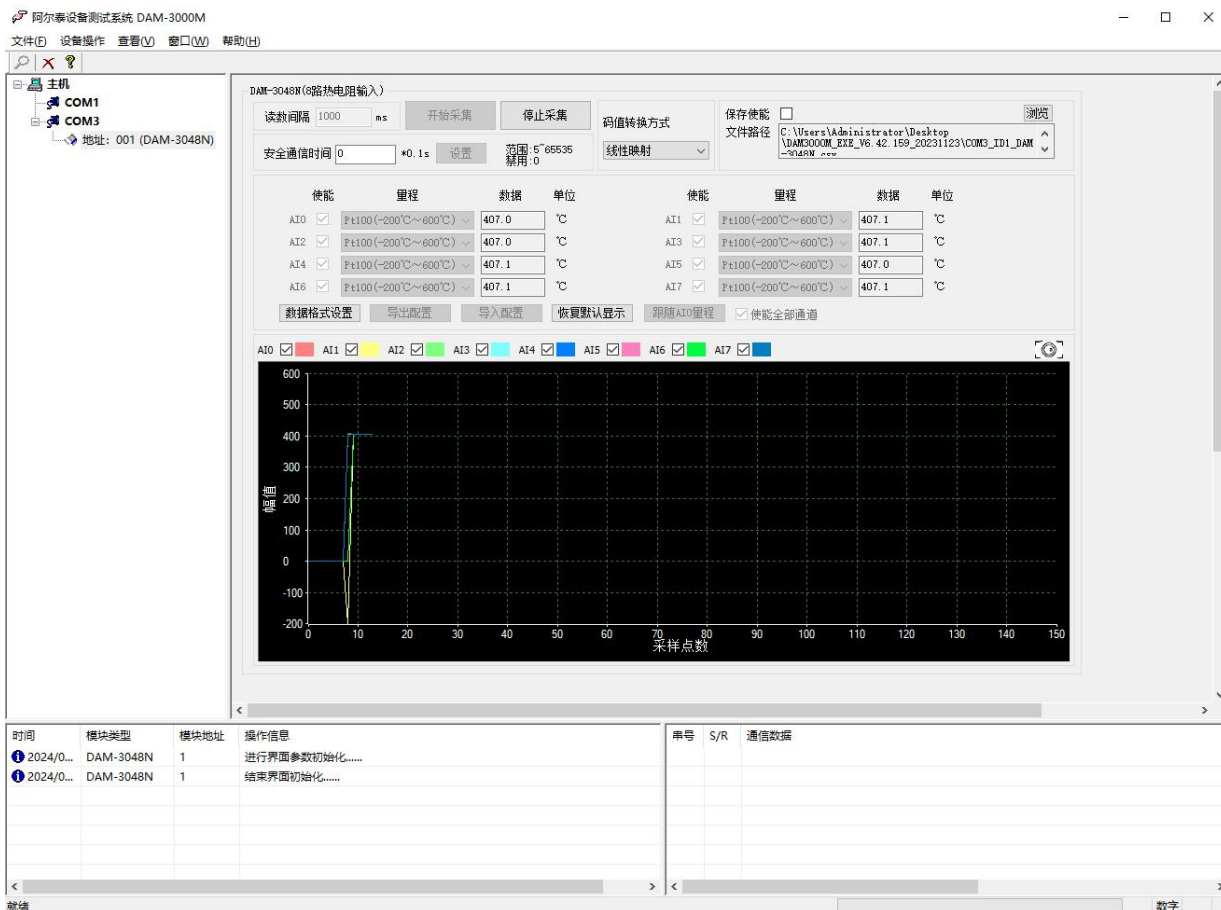 阿尔泰设备测试系统 DAM-3000M
文件(F) 设备操作 查看(V) 窗口(W) 帮助(H)
主机
COM1
COM3
地址: 001 (DAM-3048N)
DAM-3048N(8路热电阻输入)
读数间隔 1000 ms 开始采集 停止采集
安全通信时间 0 *0.1s 设置 范围:5~65535
禁用:0
码值转换方式
线性映射
保存使能 浏览
文件路径 C:\Users\Administrator\Desktop
\DAM3000M_EXE_V6.42.159_20231123\COM3_ID1_DAM
-3048N.csv
使能 量程 数据 单位 使能 量程 数据 单位
AI0 Pt100(-200℃~600℃) 407.0 ℃ AI1 Pt100(-200℃~600℃) 407.1 ℃
AI2 Pt100(-200℃~600℃) 407.0 ℃ AI3 Pt100(-200℃~600℃) 407.1 ℃
AI4 Pt100(-200℃~600℃) 407.1 ℃ AI5 Pt100(-200℃~600℃) 407.0 ℃
AI6 Pt100(-200℃~600℃) 407.1 ℃ AI7 Pt100(-200℃~600℃) 407.1 ℃
数据格式设置 导出配置 导入配置 恢复默认显示 跟随AI0量程 使能全部通道
AI0 AI1 AI2 AI3 AI4 AI5 AI6 AI7
600
500
400
300
200
100
0
-100
-200
幅值
0 10 20 30 40 50 60 70 80 90 100 110 120 130 140 150
采样点数
时间 模块类型 模块地址 操作信息
2024/0... DAM-3048N 1 进行界面参数初始化......
2024/0... DAM-3048N 1 结束界面初始化......
串号 S/R 通信数据
就绪 数字